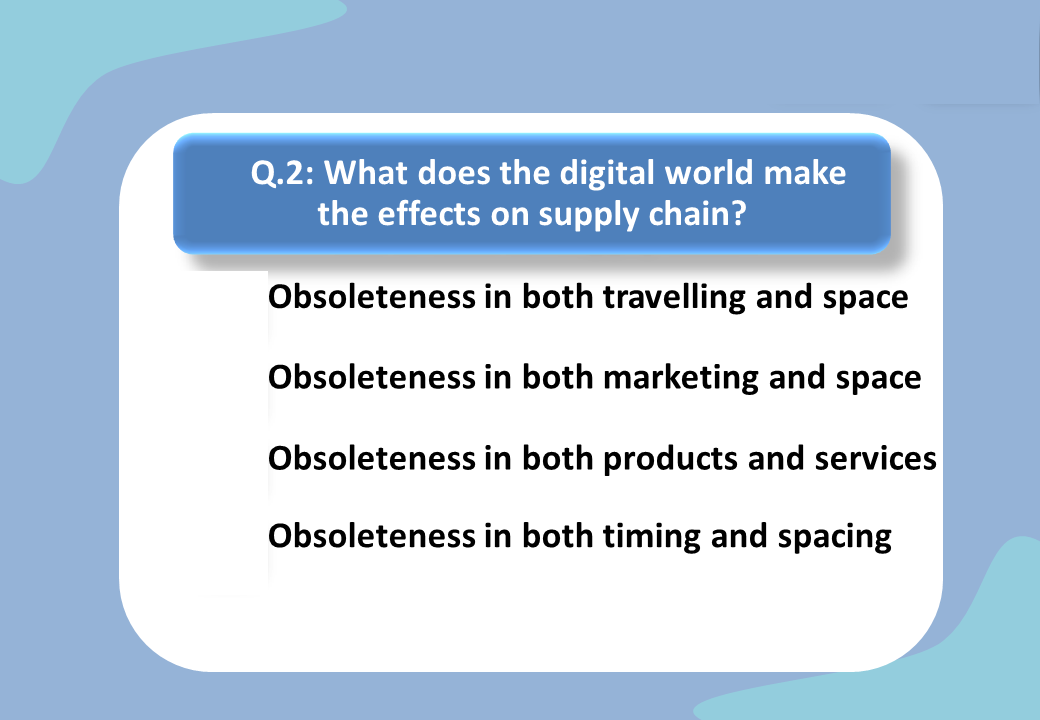 Q.2: What does the digital world make
the effects on supply chain?
Obsoleteness in both travelling and space
Obsoleteness in both marketing and space
Obsoleteness in both products and services
Obsoleteness in both timing and spacing